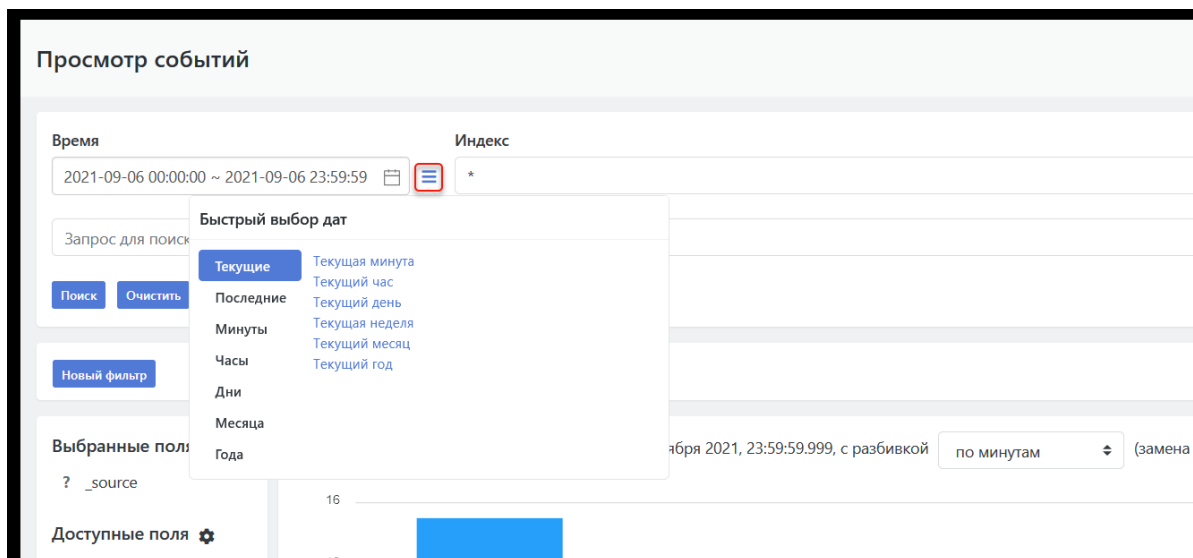 Просмотр событий
Время
Индекс
2021-09-06 00:00:00 ~ 2021-09-06 23:59:59
*
Быстрый выбор дат
Запрос для поиск
Текущие
Текущая минута
Текущий час
Поиск
Очистить
Последние
Текущий день
Текущая неделя
Минуты
Текущий месяц
Часы
Текущий год
Новый фильтр
Дни
Месяца
Года
Выбранные поля
ября 2021, 23:59:59.999, с разбивкой
по минутам
(замена
? _source
16
Доступные поля